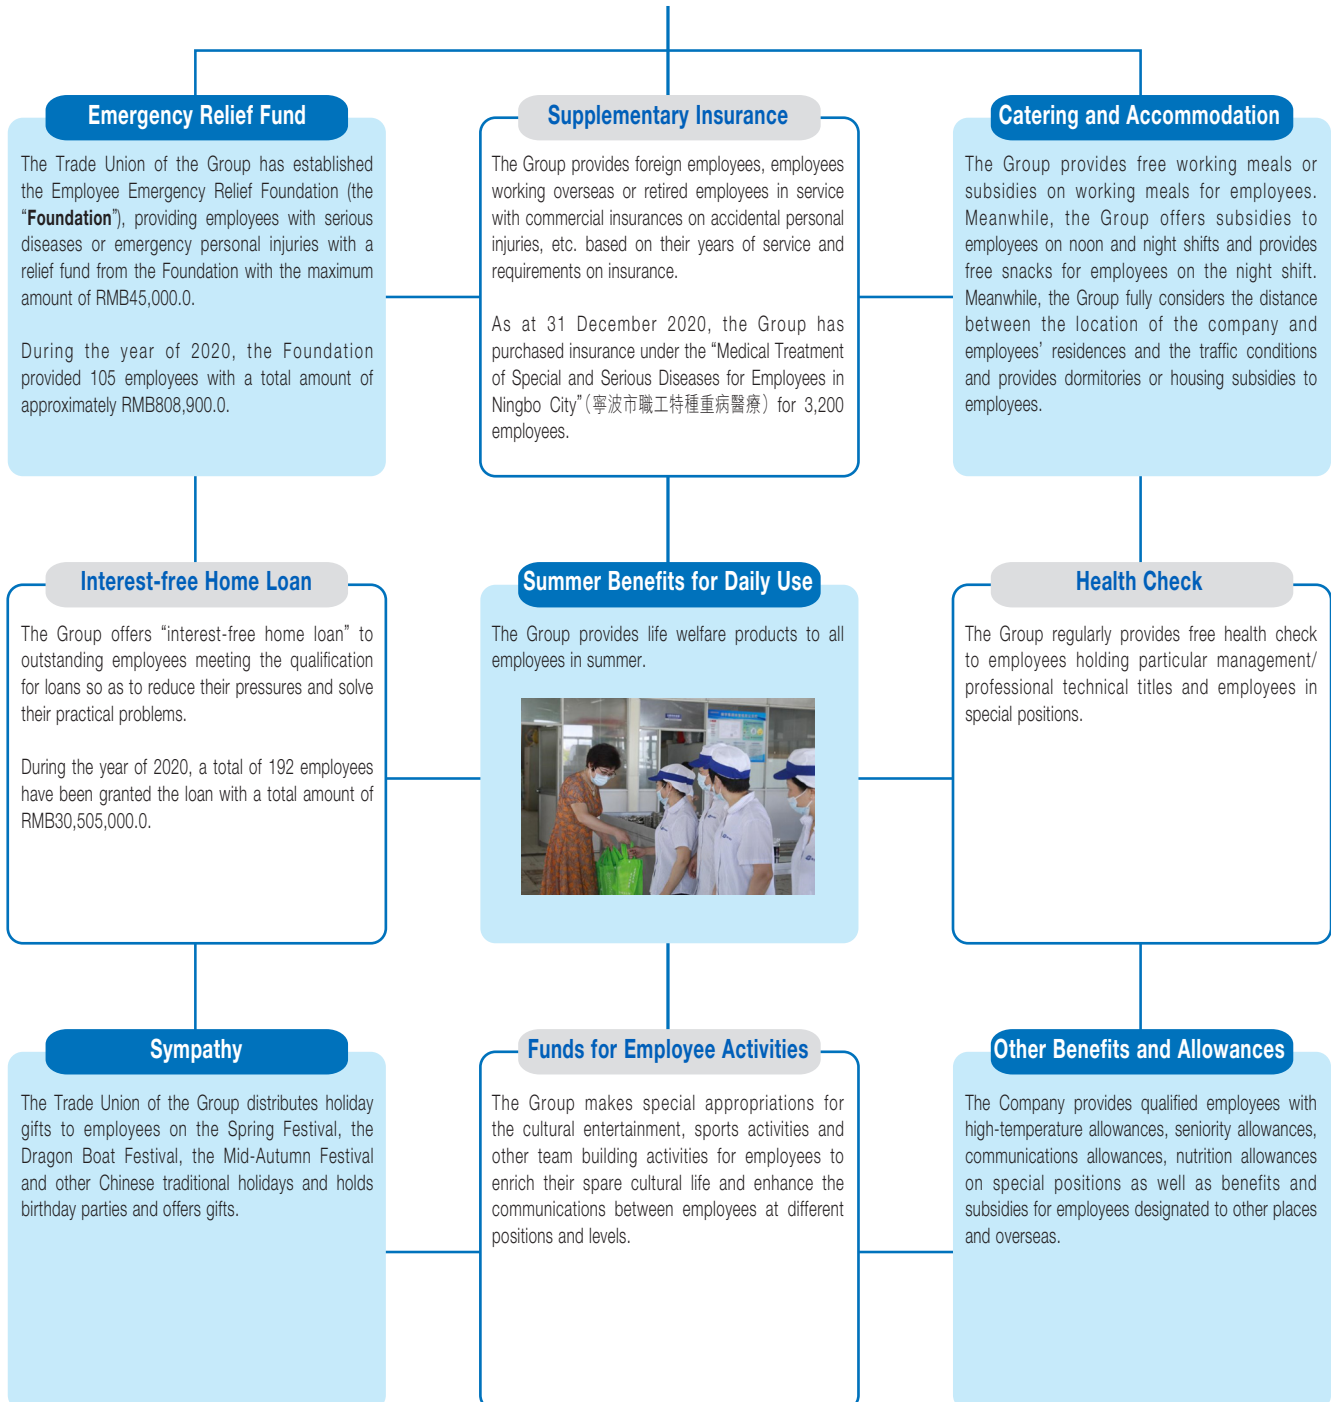 Emergency Relief Fund
The Trade Union of the Group has established
the Employee Emergency Relief Foundation (the
“Foundation”), providing employees with serious
diseases or emergency personal injuries with a
relief fund from the Foundation with the maximum
amount of RMB45,000.0.
During the year of 2020, the Foundation
provided 105 employees with a total amount of
approximately RMB808,900.0.
Supplementary Insurance
The Group provides foreign employees, employees
working overseas or retired employees in service
with commercial insurances on accidental personal
injuries, etc. based on their years of service and
requirements on insurance.
As at 31 December 2020, the Group has
purchased insurance under the “Medical Treatment
of Special and Serious Diseases for Employees in
Ningbo City”(寧波市職工特種重病醫療) for 3,200
employees.
Catering and Accommodation
The Group provides free working meals or
subsidies on working meals for employees.
Meanwhile, the Group offers subsidies to
employees on noon and night shifts and provides
free snacks for employees on the night shift.
Meanwhile, the Group fully considers the distance
between the location of the company and
employees’ residences and the traffic conditions
and provides dormitories or housing subsidies to
employees.
Interest-free Home Loan
The Group offers “interest-free home loan” to
outstanding employees meeting the qualification
for loans so as to reduce their pressures and solve
their practical problems.
During the year of 2020, a total of 192 employees
have been granted the loan with a total amount of
RMB30,505,000.0.
Summer Benefits for Daily Use
The Group provides life welfare products to all
employees in summer.
Health Check
The Group regularly provides free health check
to employees holding particular management/
professional technical titles and employees in
special positions.
Sympathy
The Trade Union of the Group distributes holiday
gifts to employees on the Spring Festival, the
Dragon Boat Festival, the Mid-Autumn Festival
and other Chinese traditional holidays and holds
birthday parties and offers gifts.
Funds for Employee Activities
The Group makes special appropriations for
the cultural entertainment, sports activities and
other team building activities for employees to
enrich their spare cultural life and enhance the
communications between employees at different
positions and levels.
Other Benefits and Allowances
The Company provides qualified employees with
high-temperature allowances, seniority allowances,
communications allowances, nutrition allowances
on special positions as well as benefits and
subsidies for employees designated to other places
and overseas.